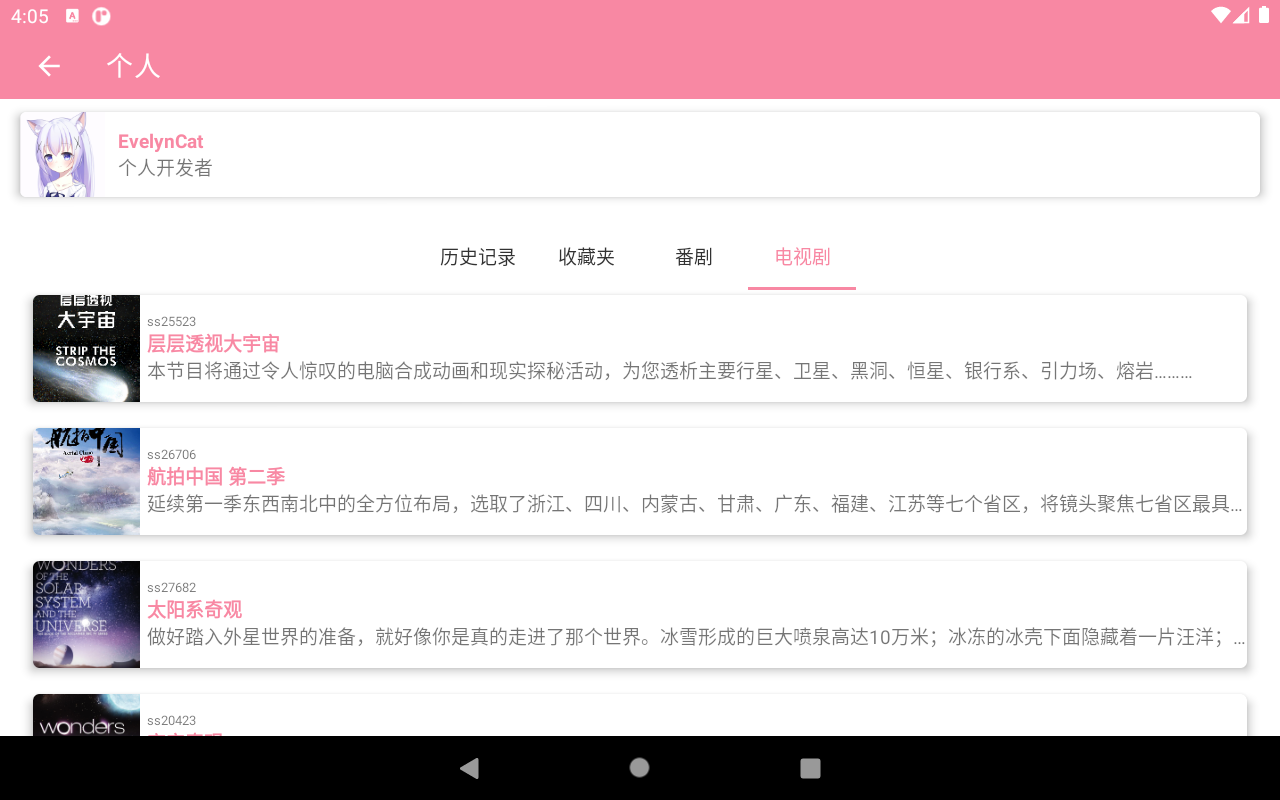 4:05
个人
EvelynCat
个人开发者
历史记录
收藏夹
番剧
电视剧
层层透视
大宇宙
STRIP THE
COSMOS
ss25523
层层透视大宇宙
本节目将通过令人惊叹的电脑合成动画和现实探秘活动，为您透析主要行星、卫星、黑洞、恒星、银行系、引力场、熔岩………
航拍中国
ss26706
航拍中国 第二季
延续第一季东西南北中的全方位布局，选取了浙江、四川、内蒙古、甘肃、广东、福建、江苏等七个省区，将镜头聚焦七省区最具…
WONDERS
OF THE
SOLAR
SYSTEM
AND THE
UNIVERSE
ss27682
太阳系奇观
做好踏入外星世界的准备，就好像你是真的走进了那个世界。冰雪形成的巨大喷泉高达10万米；冰冻的冰壳下面隐藏着一片汪洋；…
wonders
ss20423